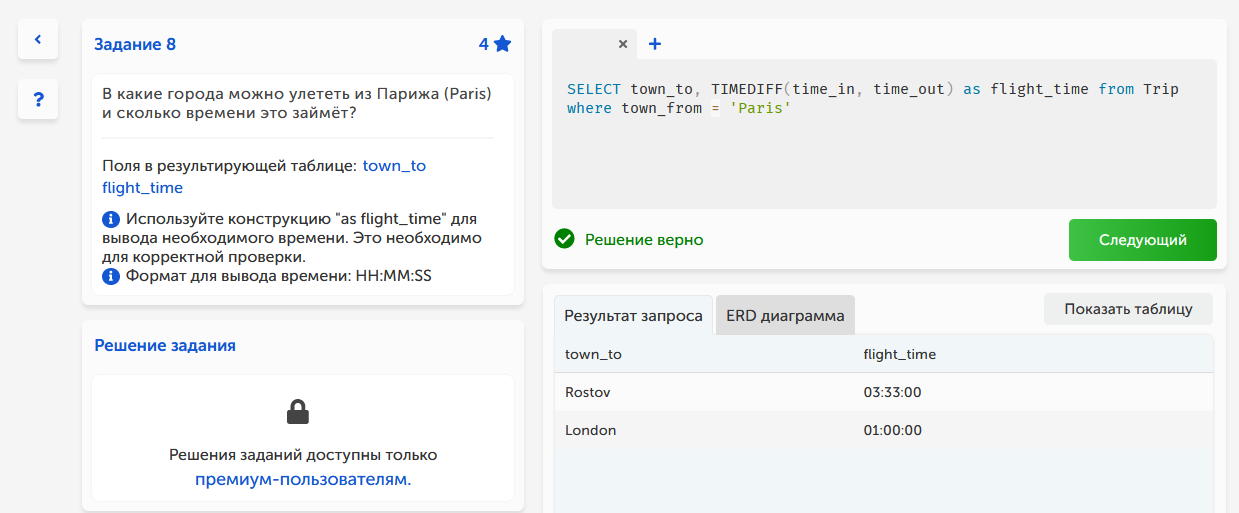 Задание 8
4
В какие города можно улететь из Парижа (Paris)
и сколько времени это займёт?
Поля в результирующей таблице: town_to
flight_time
Используйте конструкцию "as flight_time" для
вывода необходимого времени. Это необходимо
для корректной проверки.
Формат для вывода времени: HH:MM:SS
Решение задания
Решения заданий доступны только
премиум-пользователям.
SELECT town_to, TIMEDIFF(time_in, time_out) as flight_time from Trip
where town_from = 'Paris'
Решение верно
Следующий
Результат запроса
ERD диаграмма
Показать таблицу
town_to flight_time
Rostov 03:33:00
London 01:00:00